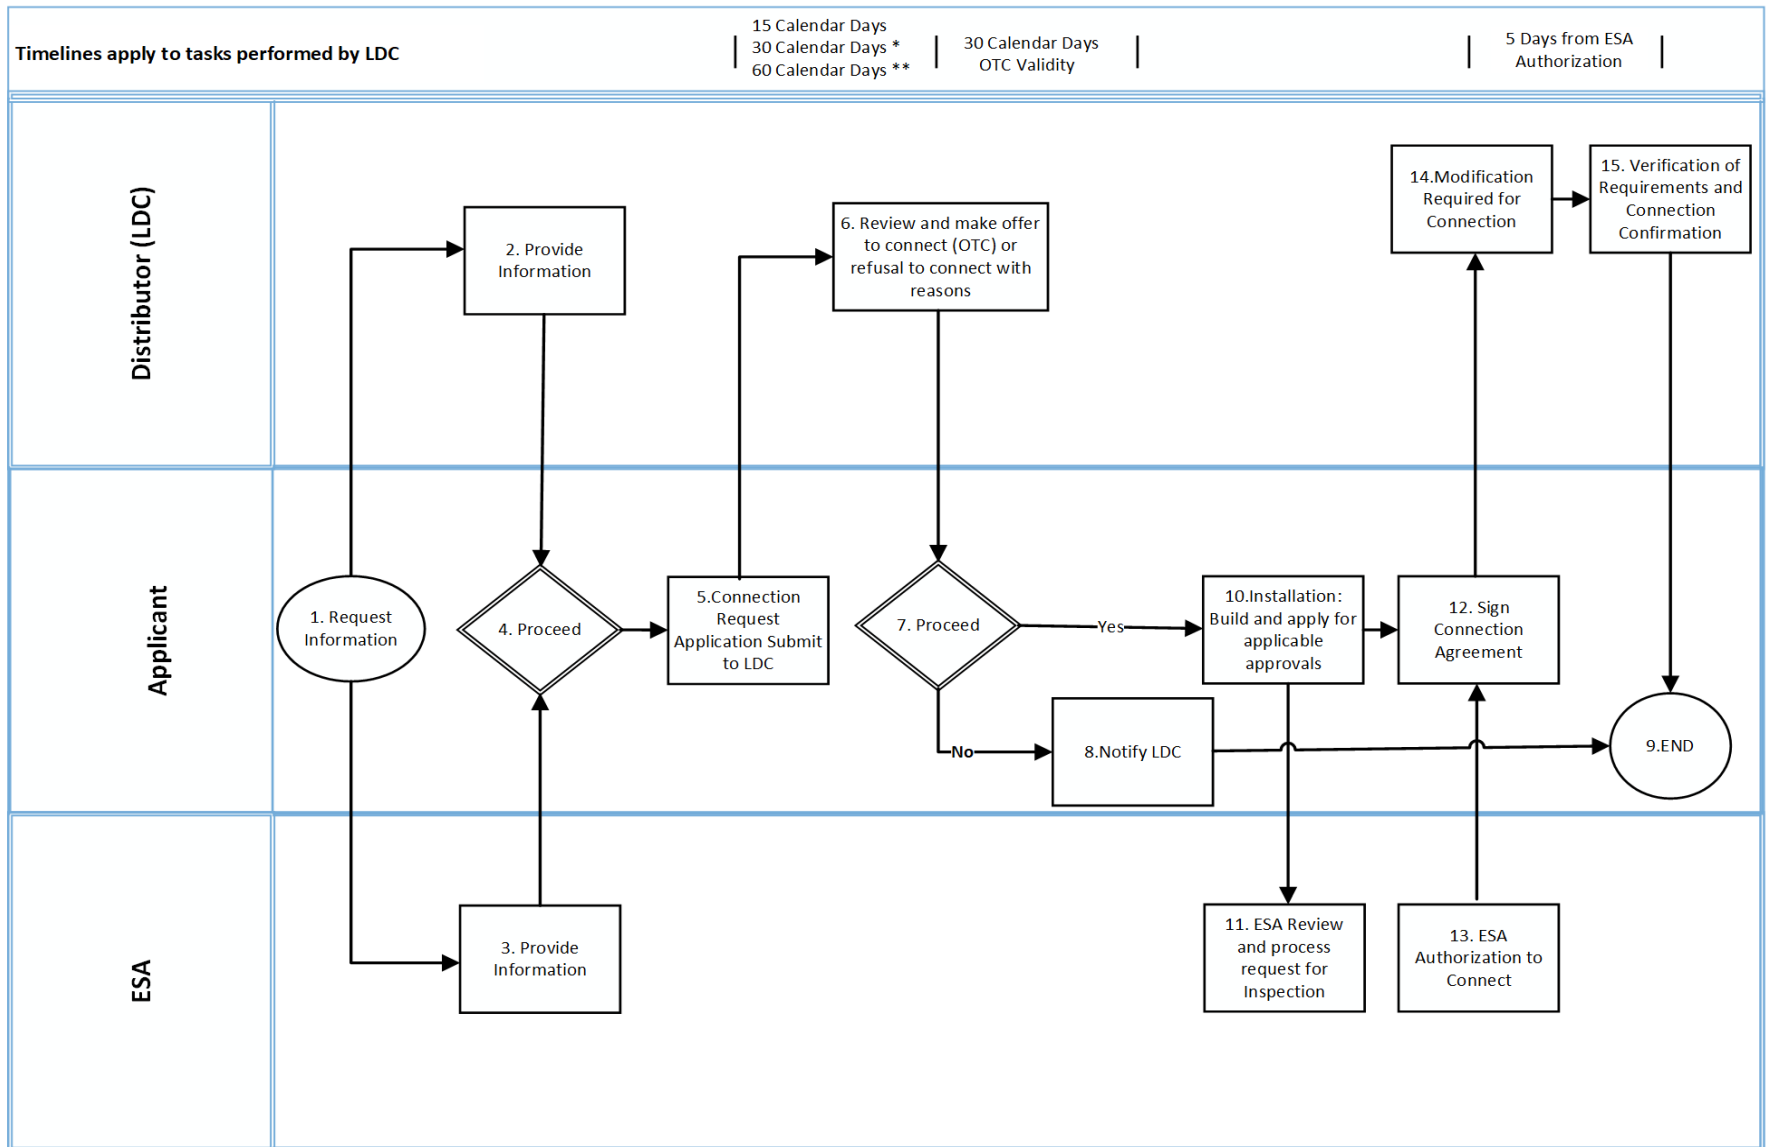 Timelines apply to tasks performed by LDC
15 Calendar Days
30 Calendar Days *
60 Calendar Days **
30 Calendar Days
OTC Validity
5 Days from ESA
Authorization
Distributor (LDC)
2. Provide
Information
6. Review and make offer
to connect (OTC) or
refusal to connect with
reasons
14.Modification
Required for
Connection
15. Verification of
Requirements and
Connection
Confirmation
Applicant
1. Request
Information
4. Proceed
5.Connection
Request
Application Submit
to LDC
7. Proceed
Yes
No
8.Notify LDC
10.Installation:
Build and apply for
applicable
approvals
12. Sign
Connection
Agreement
9.END
ESA
3. Provide
Information
11. ESA Review
and process
request for
Inspection
13. ESA
Authorization to
Connect